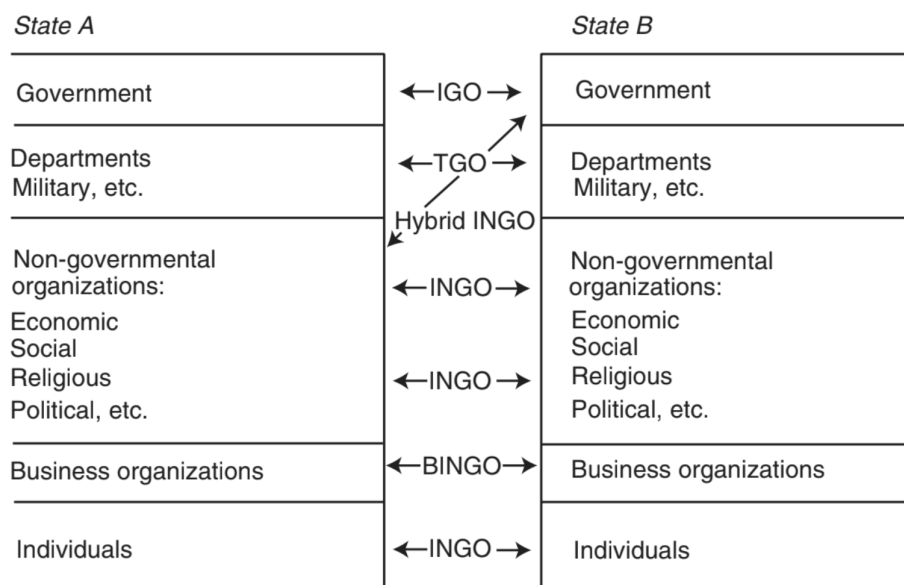 State A
State B
Government
IGO
Government
Departments
Military, etc.
TGO
Departments
Military, etc.
Hybrid INGO
Non-governmental
organizations:
Economic
Social
Religious
Political, etc.
INGO
INGO
Non-governmental
organizations:
Economic
Social
Religious
Political, etc.
Business organizations
BINGO
Business organizations
Individuals
INGO
Individuals